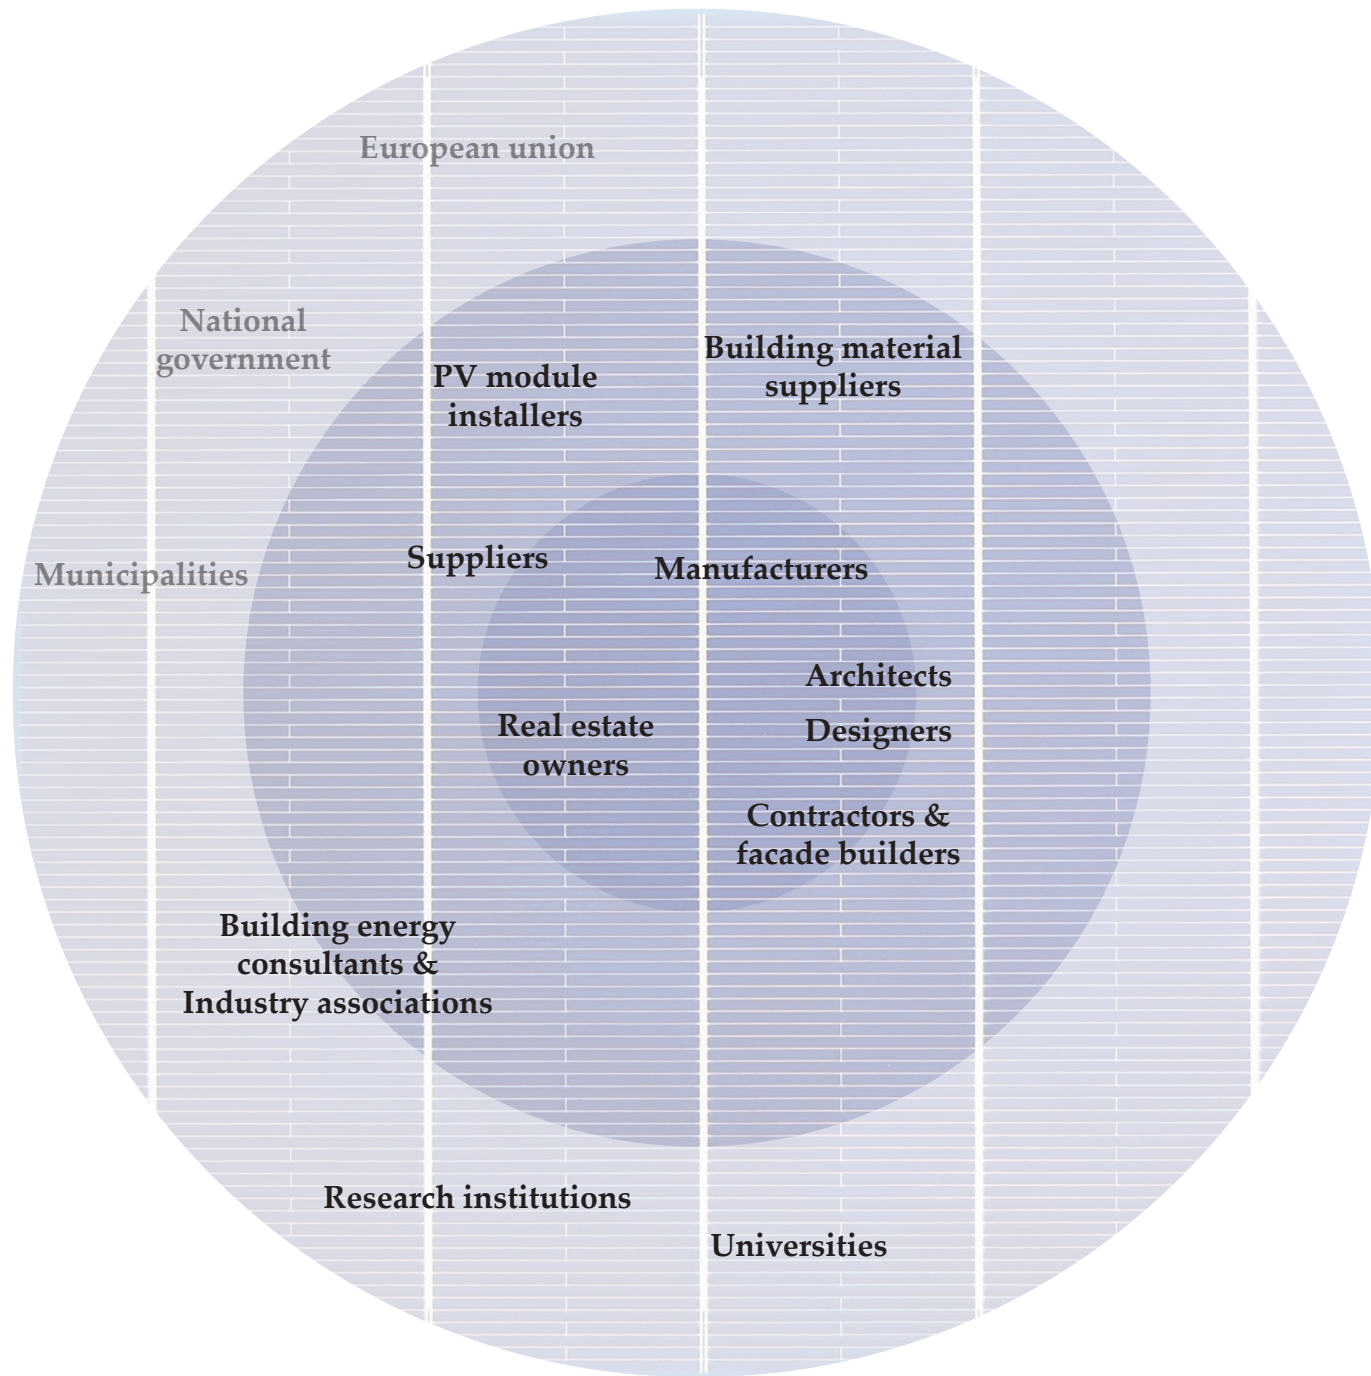 European union
National
government
Building material
suppliers
PV module
installers
Suppliers
Manufacturers
Municipalities
Architects
Real estate
owners
Designers
Contractors &
facade builders
Building energy
consultants &
Industry associations
Research institutions
Universities